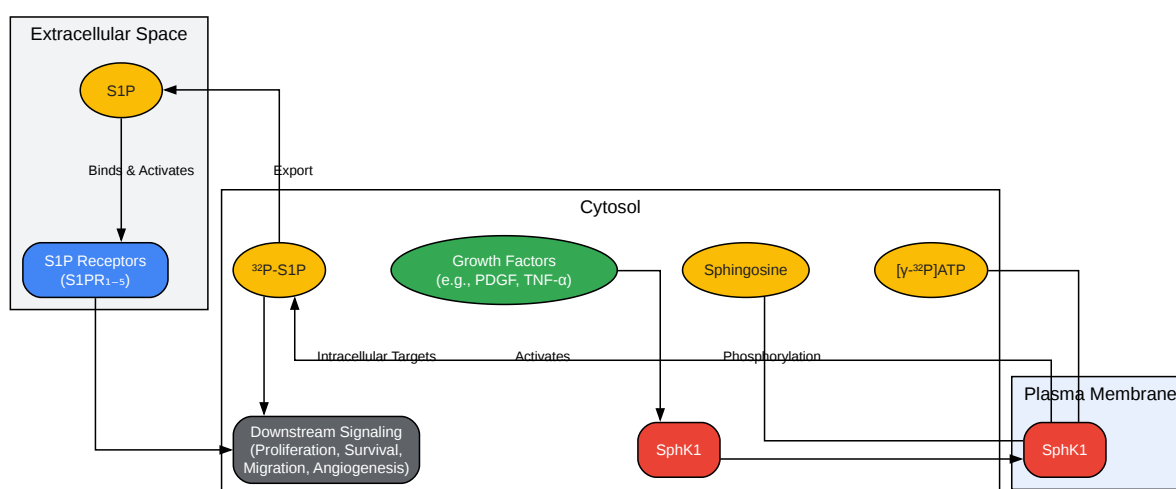 Extracellular Space
S1P
Binds & Activates
Export
Cytosol
S1P Receptors
(S1PR₁₋₅)
³²P-S1P
Growth Factors
(e.g., PDGF, TNF-α)
Sphingosine
[γ-³²P]ATP
Intracellular Targets
Activates
Phosphorylation
Plasma Membrane
Downstream Signaling
(Proliferation, Survival,
Migration, Angiogenesis)
SphK1
SphK1